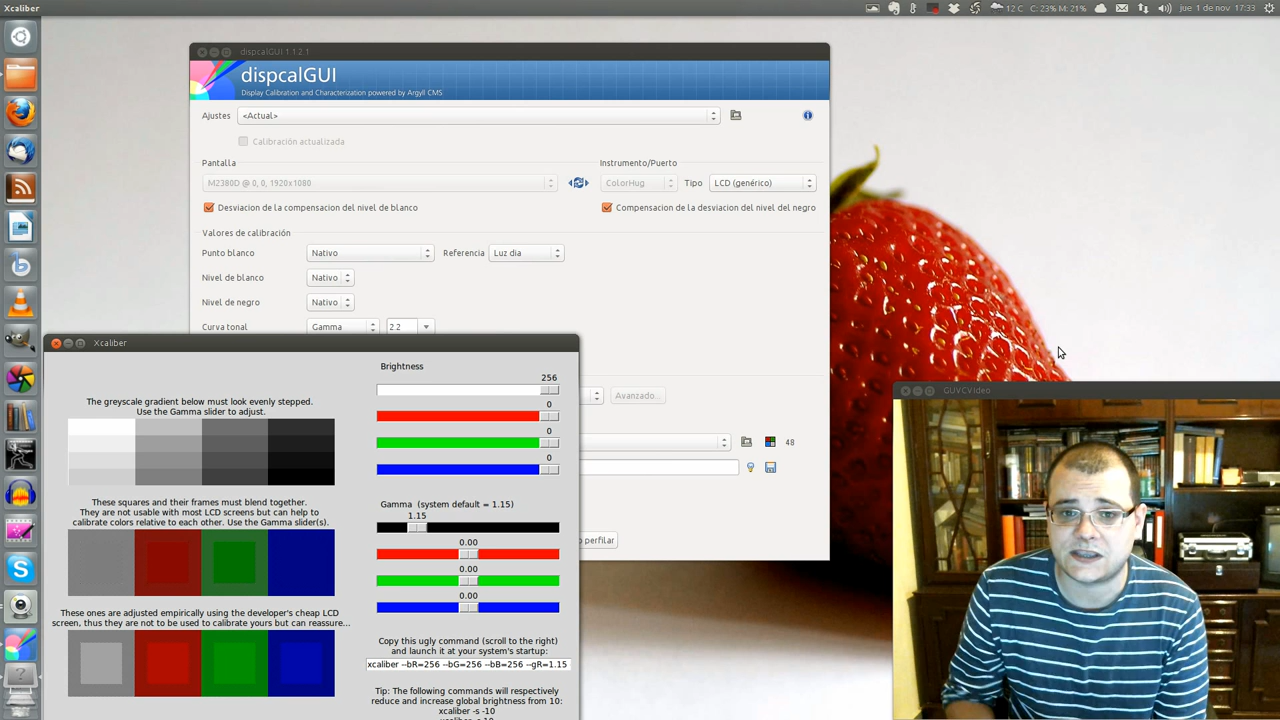 Xcaliber
12 C
C: 23% M: 21%
jue 1 de nov 17:33
dispcalGUI 1.1.2.1
dispcalGUI
Display Calibration and Characterization powered by Argyll CMS
Ajustes <Actual>
Calibración actualizada
Pantalla Instrumento/Puerto
M2380D @ 0, 0, 1920x1080 ColorHug Tipo LCD (genérico)
Desviacion de la compensacion del nivel de blanco Compensacion de la desviacion del nivel del negro
Valores de calibración
Punto blanco Nativo Referencia Luz dia
Nivel de blanco Nativo
Nivel de negro Nativo
Curva tonal Gamma 2.2
Avanzado...
48
o perfilar
Xcaliber
The greyscale gradient below must look evenly stepped.
Use the Gamma slider to adjust.
These squares and their frames must blend together.
They are not usable with most LCD screens but can help to
calibrate colors relative to each other. Use the Gamma slider(s).
These ones are adjusted empirically using the developer's cheap LCD
screen, thus they are not to be used to calibrate yours but can reassure...
Brightness
256
0
0
0
Gamma (system default = 1.15)
1.15
0.00
0.00
0.00
Copy this ugly command (scroll to the right)
and launch it at your system's startup:
xcaliber --bR=256 --bG=256 --bB=256 --gR=1.15
Tip: The following commands will respectively
reduce and increase global brightness from 10:
xcaliber -s -10
GUVCVideo